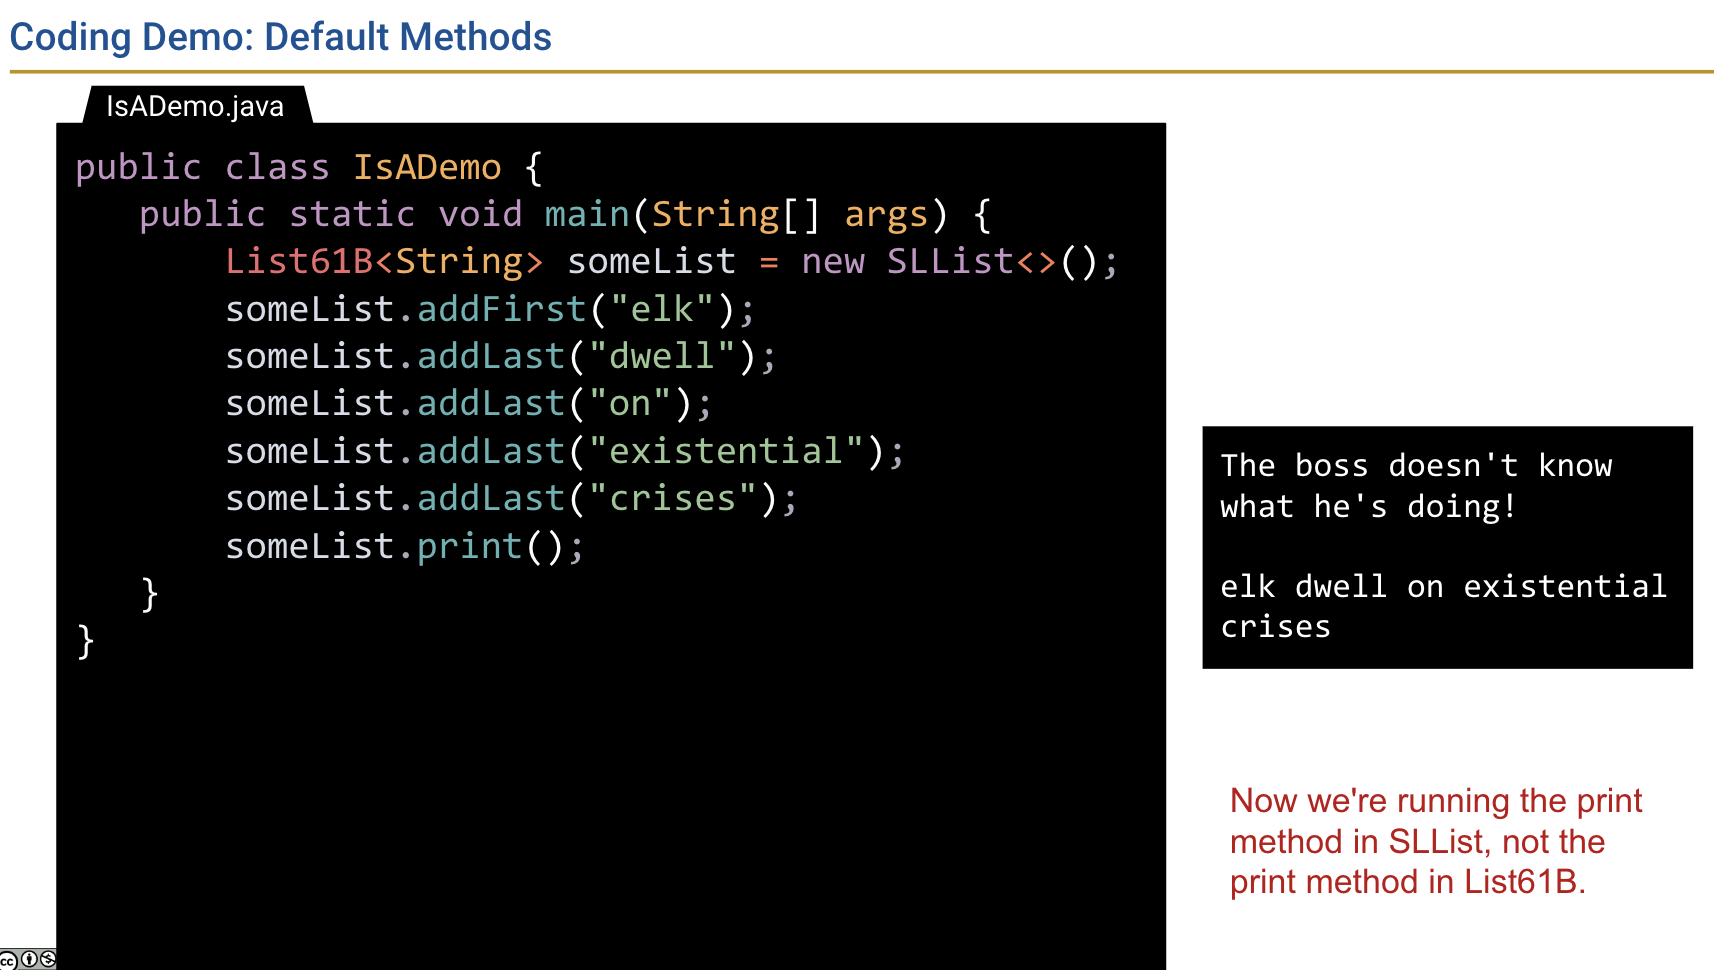 Coding Demo: Default Methods
IsADemo.java
public class IsADemo {
public static void main(String[] args) {
List61B<String> someList = new SLList<>();
someList.addFirst("elk");
someList.addLast("dwell");
someList.addLast("on");
someList.addLast("existential");
someList.addLast("crises");
someList.print();
}
}
The boss doesn't know
what he's doing!
elk dwell on existential
crises
Now we're running the print
method in SLList, not the
print method in List61B.
cc